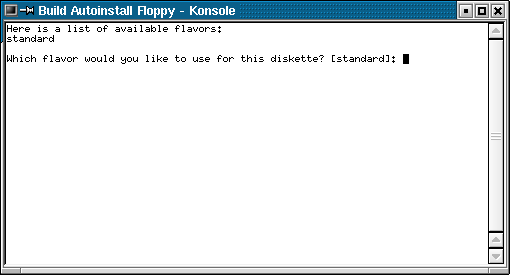 Build Autoinstall Floppy - Konsole
Here is a list of available flavors:
standard
Which flavor would you like to use for this diskette? [standard]: